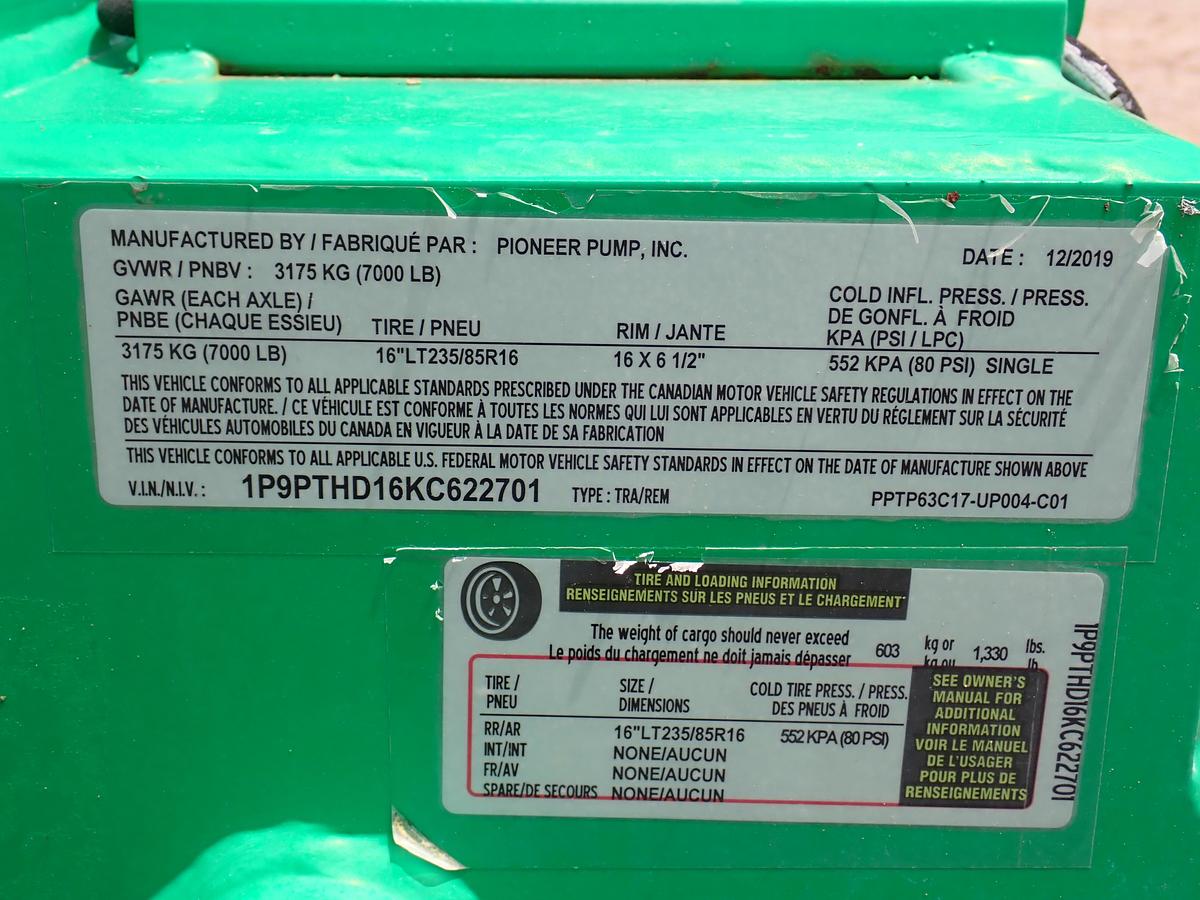 MANUFACTURED BY / FABRIQUÉ PAR : PIONEER PUMP, INC.
DATE : 12/2019
GVWR / PNBV : 3175 KG (7000 LB)
GAWR (EACH AXLE) /
PNBE (CHAQUE ESSIEU) TIRE / PNEU RIM / JANTE
COLD INFL. PRESS. / PRESS.
DE GONFL. À FROID
KPA (PSI / LPC)
3175 KG (7000 LB) 16"LT235/85R16 16 X 6 1/2" 552 KPA (80 PSI) SINGLE
THIS VEHICLE CONFORMS TO ALL APPLICABLE STANDARDS PRESCRIBED UNDER THE CANADIAN MOTOR VEHICLE SAFETY REGULATIONS IN EFFECT ON THE
DATE OF MANUFACTURE. / CE VÉHICULE EST CONFORME À TOUTES LES NORMES QUI LUI SONT APPLICABLES EN VERTU DU RÉGLEMENT SUR LA SÉCURITÉ
DES VÉHICULES AUTOMOBILES DU CANADA EN VIGUEUR À LA DATE DE SA FABRICATION
THIS VEHICLE CONFORMS TO ALL APPLICABLE U.S. FEDERAL MOTOR VEHICLE SAFETY STANDARDS IN EFFECT ON THE DATE OF MANUFACTURE SHOWN ABOVE
V.I.N./N.I.V. : 1P9PTHD16KC622701 TYPE : TRA/REM PPTP63C17-UP004-C01
TIRE AND LOADING INFORMATION
RENSEIGNEMENTS SUR LES PNEUS ET LE CHARGEMENT
The weight of cargo should never exceed
Le poids du chargement ne doit jamais dépasser
603 kg or 1,330 lbs.
kg ou lb
TIRE / SIZE / COLD TIRE PRESS. / PRESS.
PNEU DIMENSIONS DES PNEUS À FROID
RR/AR 16"LT235/85R16 552 KPA (80 PSI)
INT/INT NONE/AUCUN
FR/AV NONE/AUCUN
SPARE/DE SECOURS NONE/AUCUN
SEE OWNER'S
MANUAL FOR
ADDITIONAL
INFORMATION
VOIR LE MANUEL
DE L'USAGER
POUR PLUS DE
RENSEIGNEMENTS
1P9PTHD16KC622701